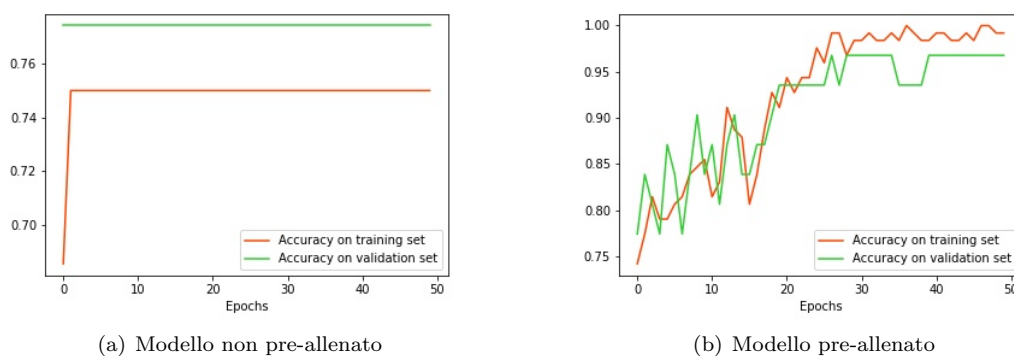 0.76
0.74
0.72
0.70
Accuracy on training set
Accuracy on validation set
0 10 20 30 40 50
Epochs
(a) Modello non pre-allenato
1.00
0.95
0.90
0.85
0.80
0.75
Accuracy on training set
Accuracy on validation set
0 10 20 30 40 50
Epochs
(b) Modello pre-allenato